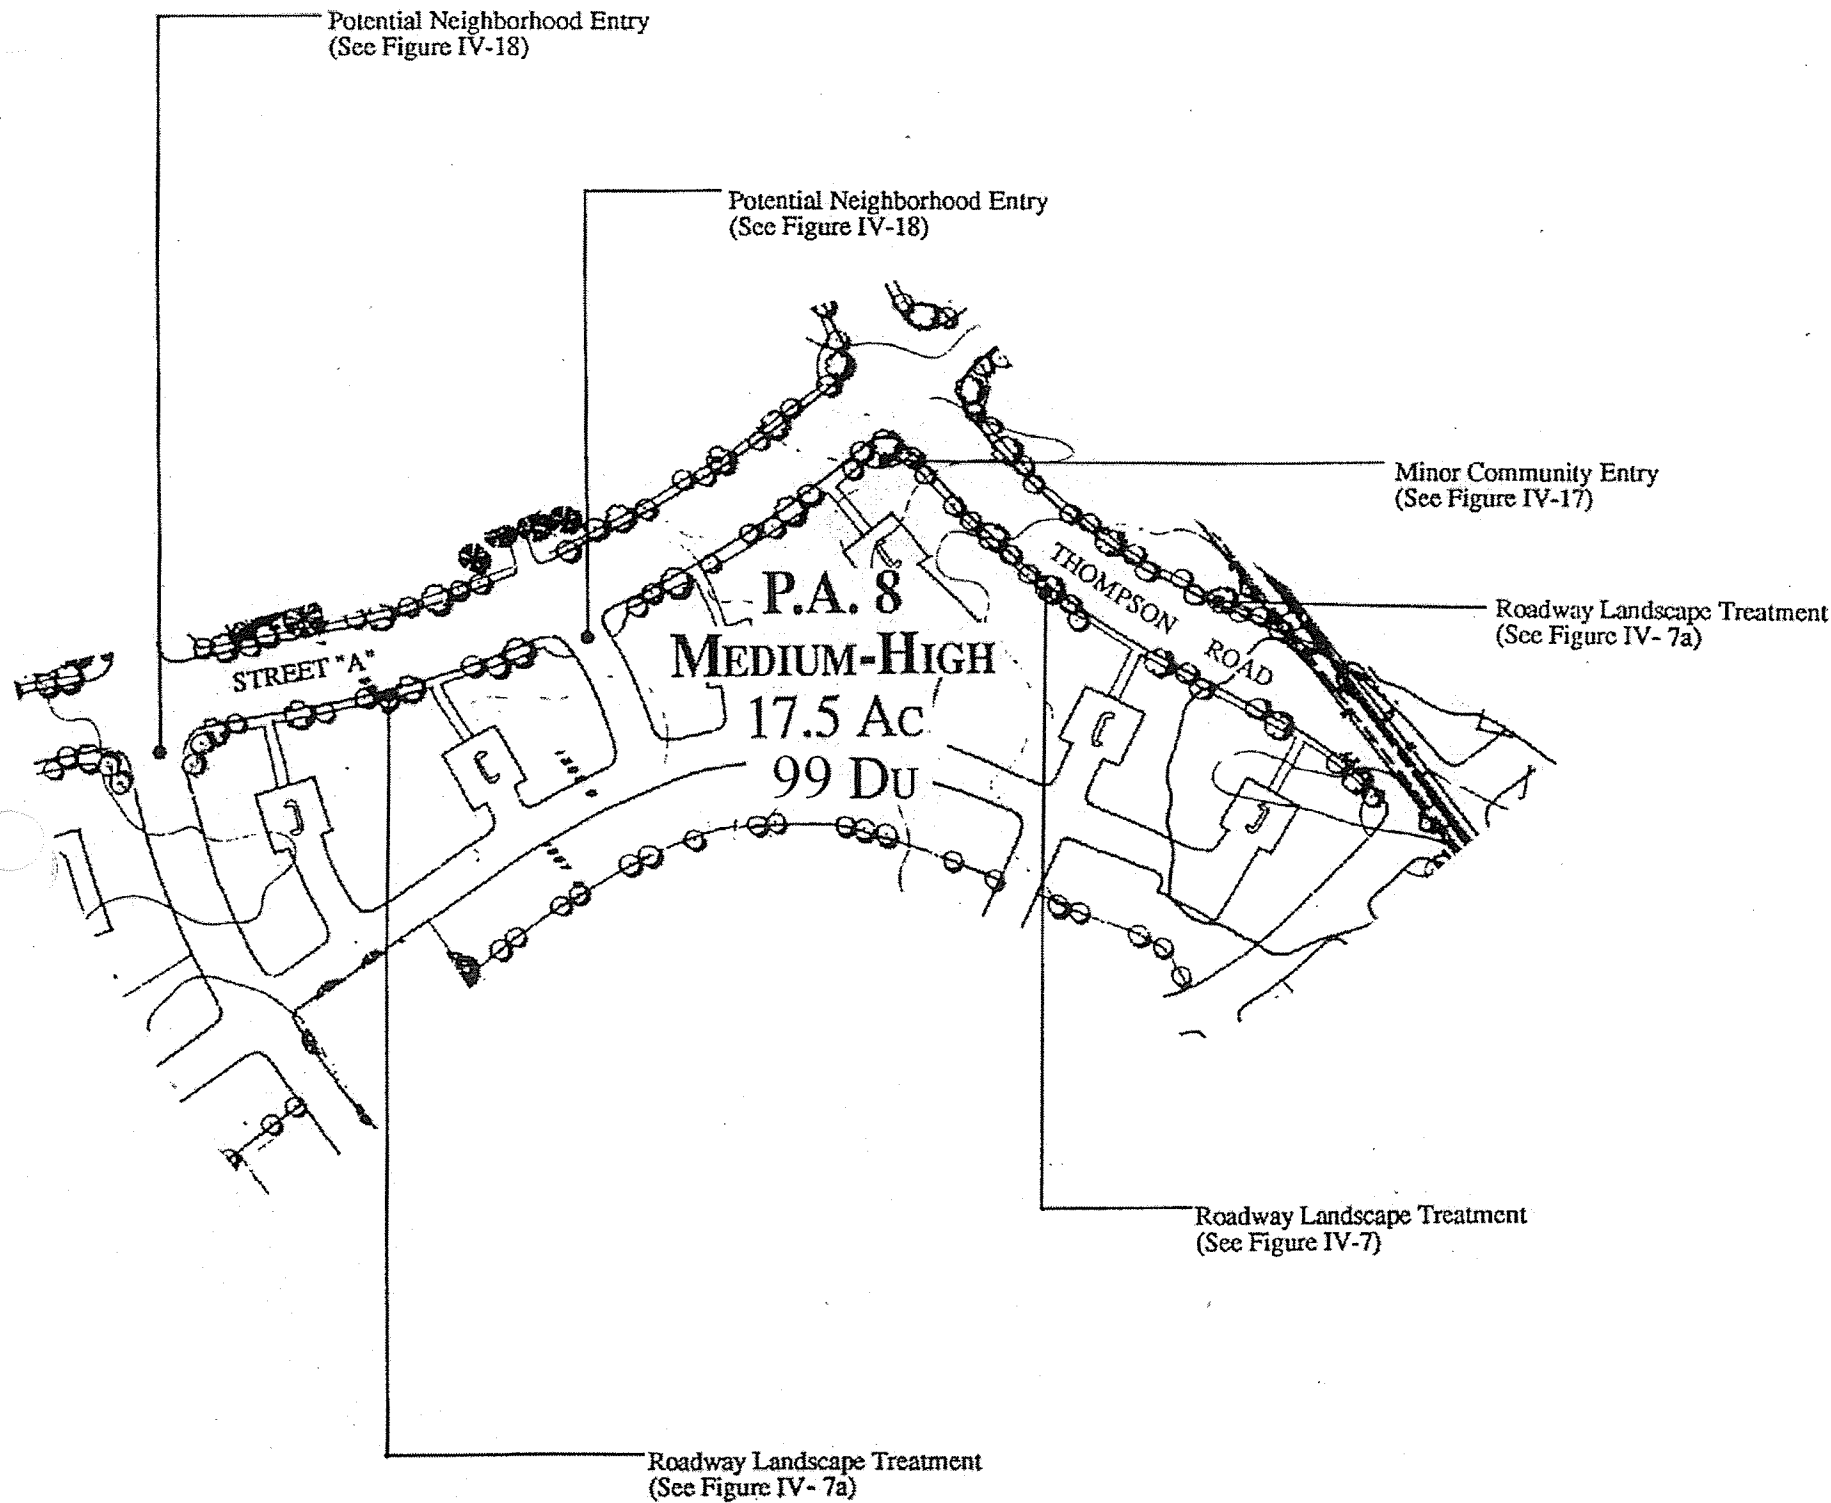 Potential Neighborhood Entry
(See Figure IV-18)
Potential Neighborhood Entry
(See Figure IV-18)
Minor Community Entry
(See Figure IV-17)
THOMPSON ROAD
P.A. 8
MEDIUM-HIGH
17.5 AC
99 DU
Roadway Landscape Treatment
(See Figure IV- 7a)
STREET "A"
Roadway Landscape Treatment
(See Figure IV-7)
Roadway Landscape Treatment
(See Figure IV- 7a)